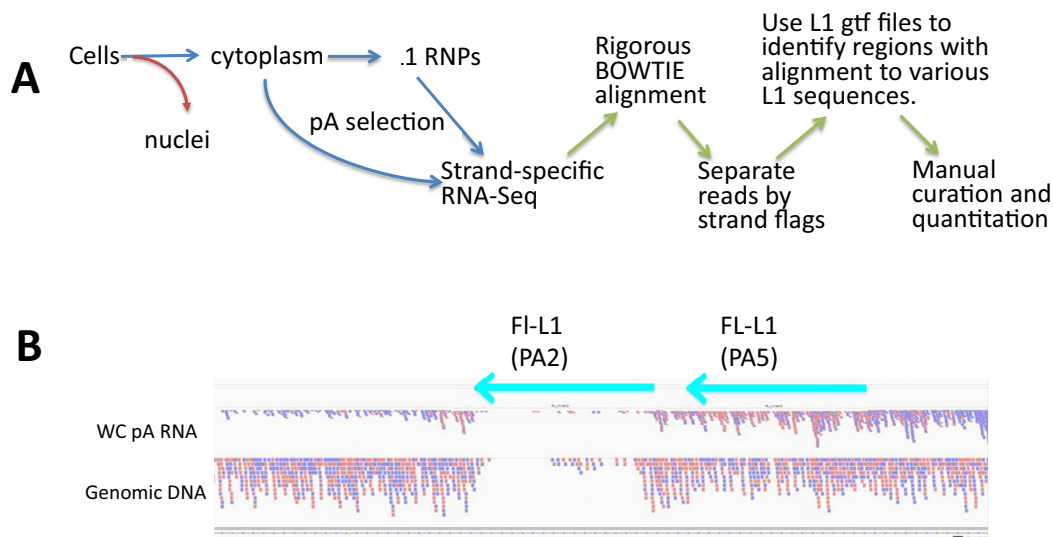 A
Cells
cytoplasm
.1 RNPs
nuclei
pA selection
Strand-specific
RNA-Seq
Rigorous
BOWTIE
alignment
Separate
reads by
strand flags
Use L1 gtf files to
identify regions with
alignment to various
L1 sequences.
Manual
curation and
quantitation
B
Fl-L1
(PA2)
FL-L1
(PA5)
WC pA RNA
Genomic DNA